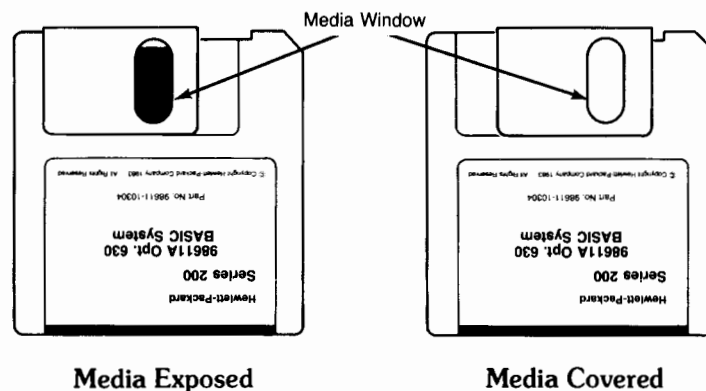 Media Window
© Copyright Hewlett-Packard Company 1983 All Rights Reserved
Part No. 98611-10304
BASIC System
98611A Opt. 630
Series 200
Hewlett-Packard
© Copyright Hewlett-Packard Company 1983 All Rights Reserved
Part No. 98611-10304
BASIC System
98611A Opt. 630
Series 200
Hewlett-Packard
Media Exposed
Media Covered